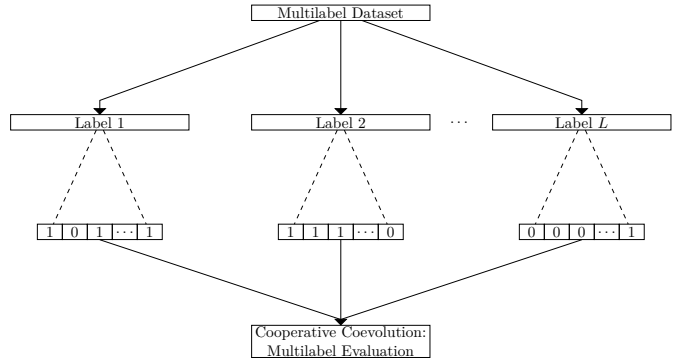 Multilabel Dataset
Label 1
Label 2
⋯
Label L
1 0 1 ⋯ 1
1 1 1 ⋯ 0
0 0 0 ⋯ 1
Cooperative Coevolution:
Multilabel Evaluation